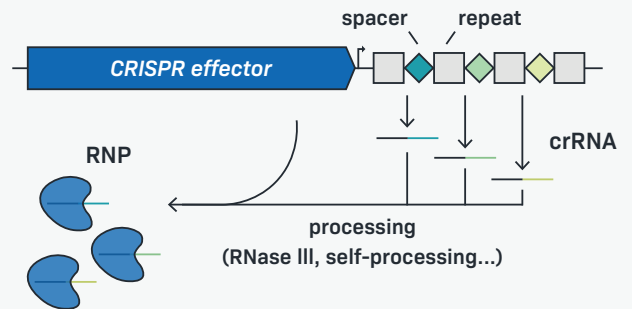 spacer
repeat
CRISPR effector
crRNA
RNP
processing
(RNase III, self-processing...)